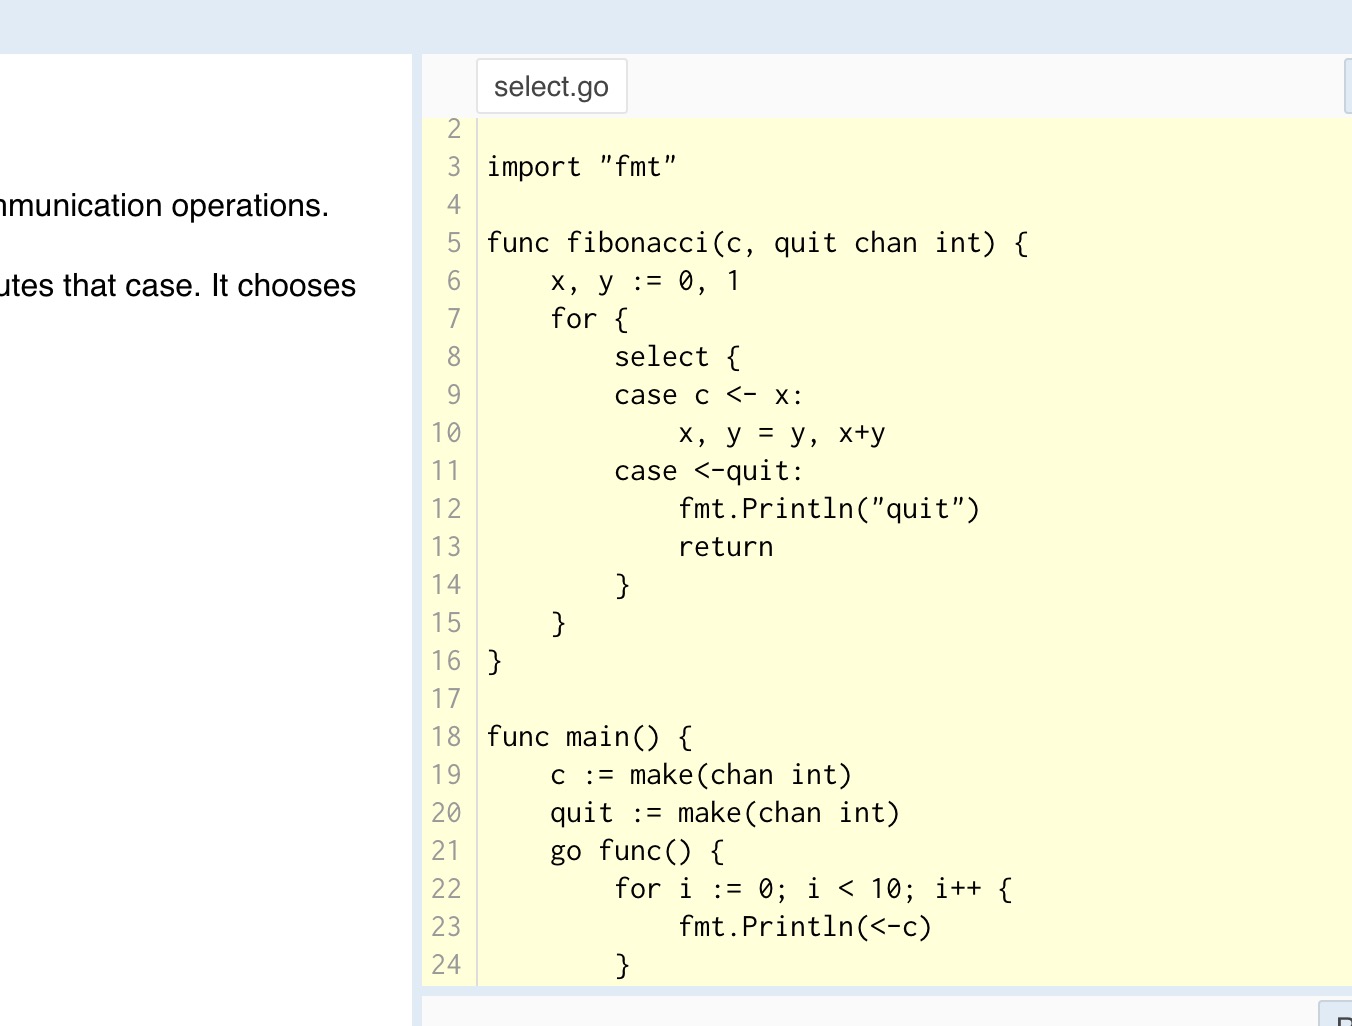 select.go
mmunication operations.
utes that case. It chooses
2
3 import "fmt"
4
5 func fibonacci(c, quit chan int) {
6     x, y := 0, 1
7     for {
8         select {
9         case c <- x:
10             x, y = y, x+y
11         case <-quit:
12             fmt.Println("quit")
13             return
14         }
15     }
16 }
17
18 func main() {
19     c := make(chan int)
20     quit := make(chan int)
21     go func() {
22         for i := 0; i < 10; i++ {
23             fmt.Println(<-c)
24         }